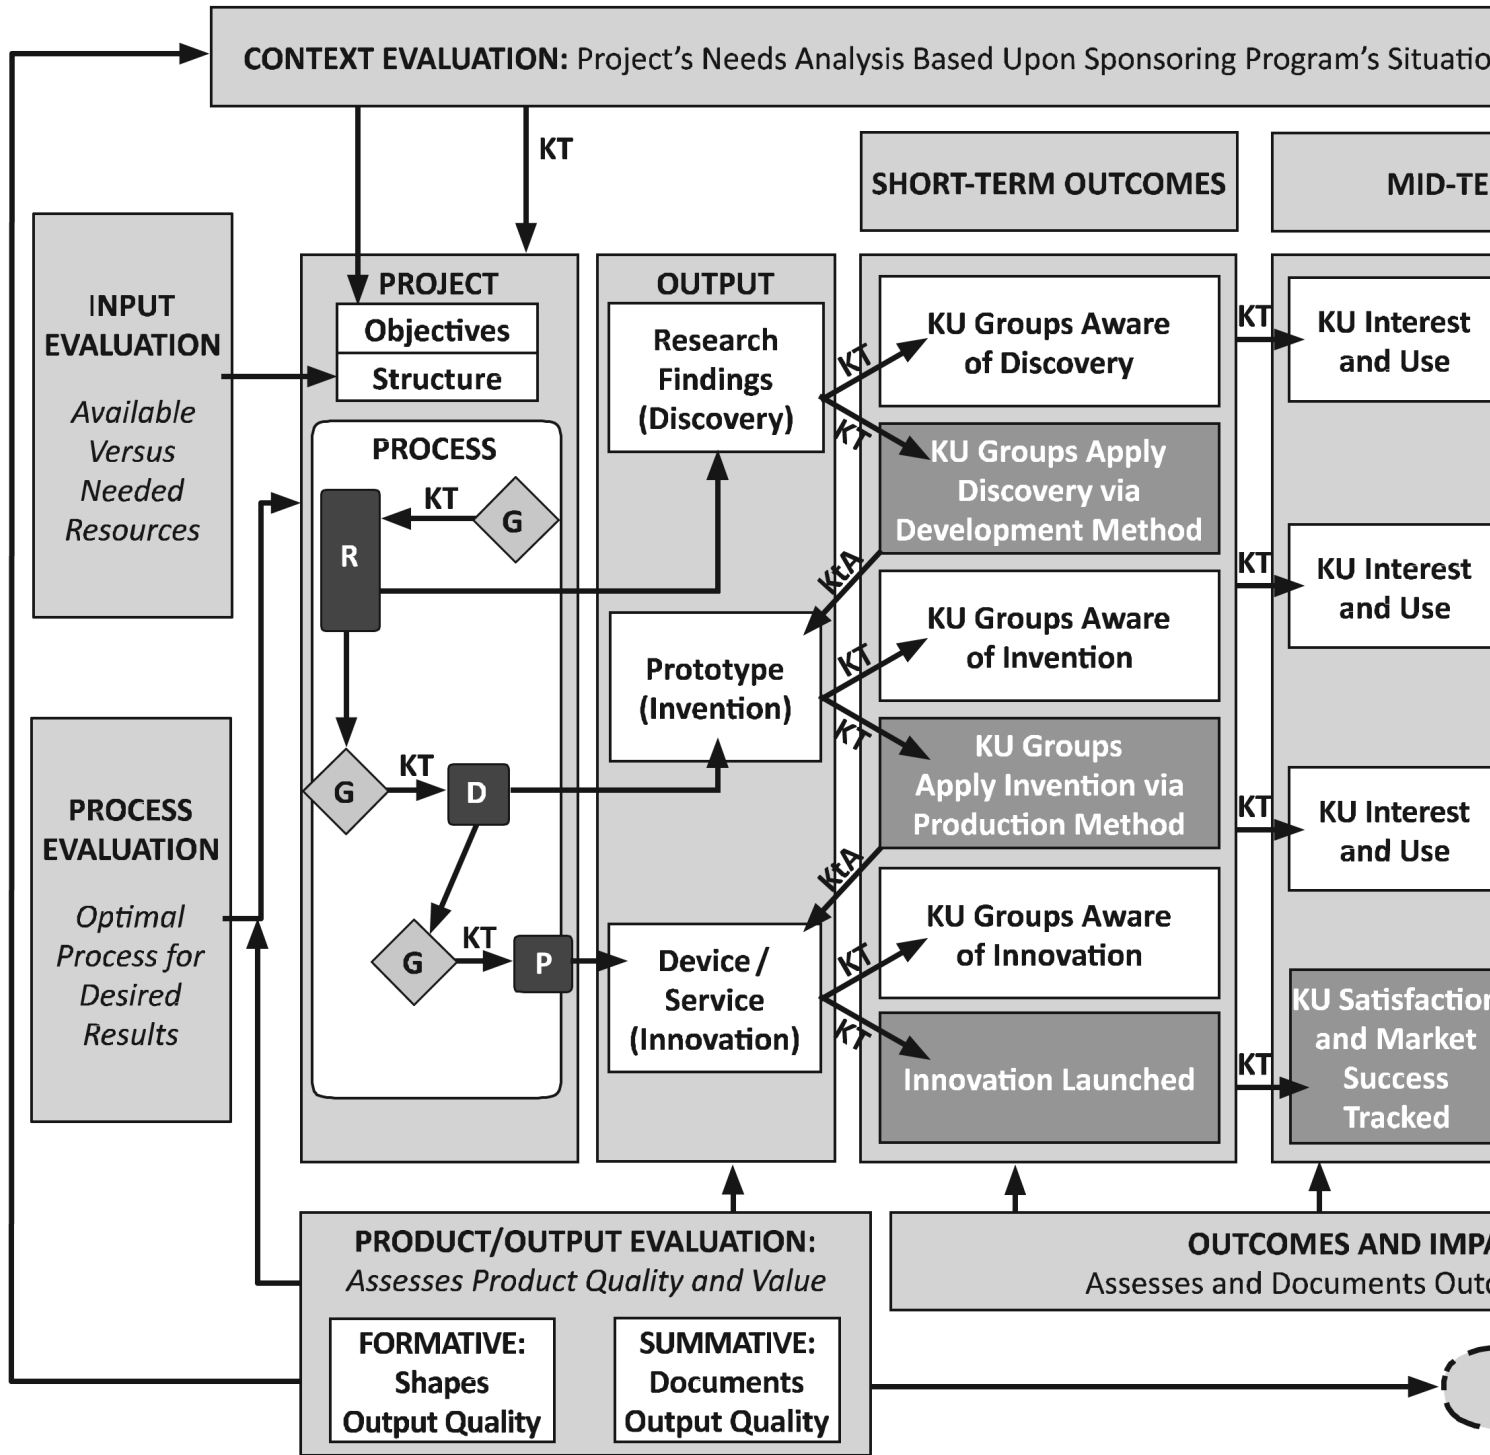 CONTEXT EVALUATION: Project's Needs Analysis Based Upon Sponsoring Program's
KT
SHORT-TERM OUTCOMES
INPUT
EVALUATION
Available
Versus
Needed
Resources
PROCESS
EVALUATION
Optimal
Process for
Desired
Results
PROJECT
Objectives
Structure
PROCESS
KT
G
R
G
KT
D
G
KT
P
OUTPUT
Research
Findings
(Discovery)
Prototype
(Invention)
Device /
Service
(Innovation)
KT
KT
KtA
KT
KT
KtA
KT
KT
KU Groups Aware
of Discovery
KU Groups Apply
Discovery via
Development Method
KU Groups Aware
of Invention
KU Groups
Apply Invention via
Production Method
KU Groups Aware
of Innovation
Innovation Launched
KT
KT
KT
KT
KU Interest
and Use
KU Interest
and Use
KU Interest
and Use
KU Satisfaction
and Market
Success
Tracked
PRODUCT/OUTPUT EVALUATION:
Assesses Product Quality and Value
FORMATIVE:
Shapes
Output Quality
SUMMATIVE:
Documents
Output Quality
OUTCOMES AND
Assesses and Documents